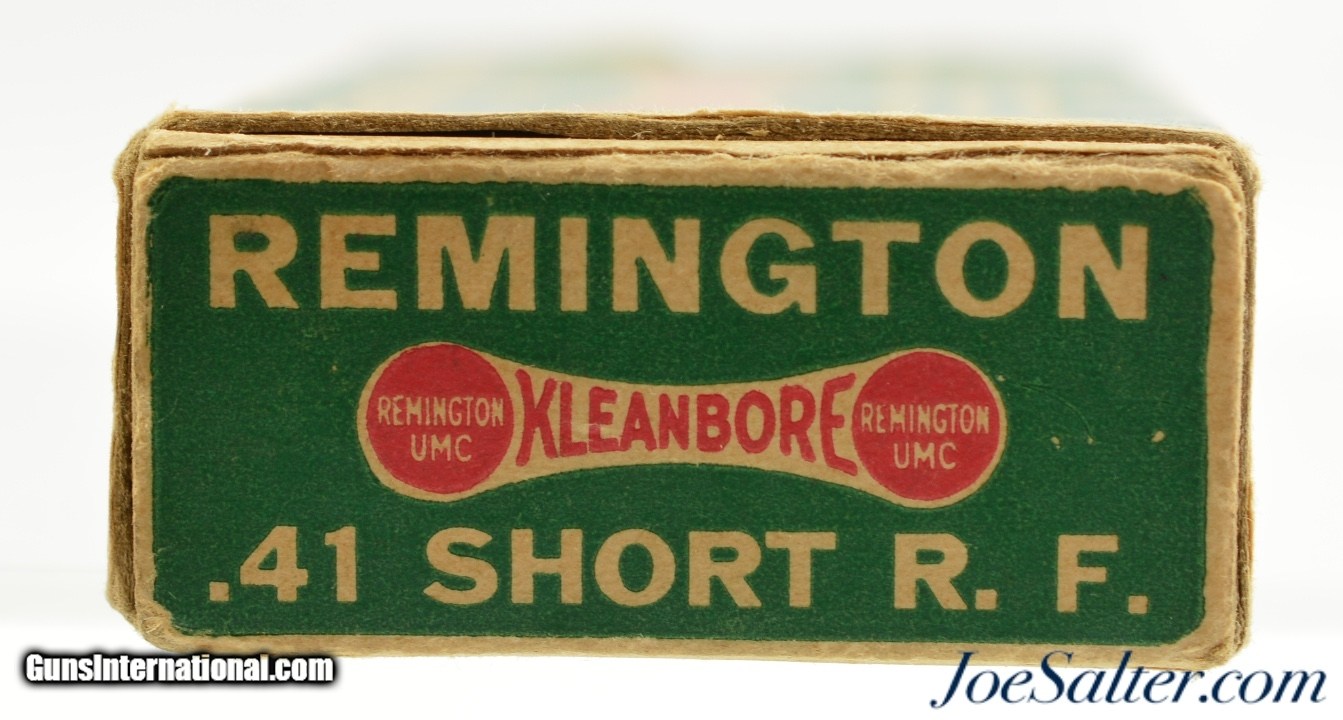 REMINGTON
REMINGTON UMC KLEANBORE REMINGTON UMC
.41 SHORT R. F.
GunsInternational.com
JoeSalter.com